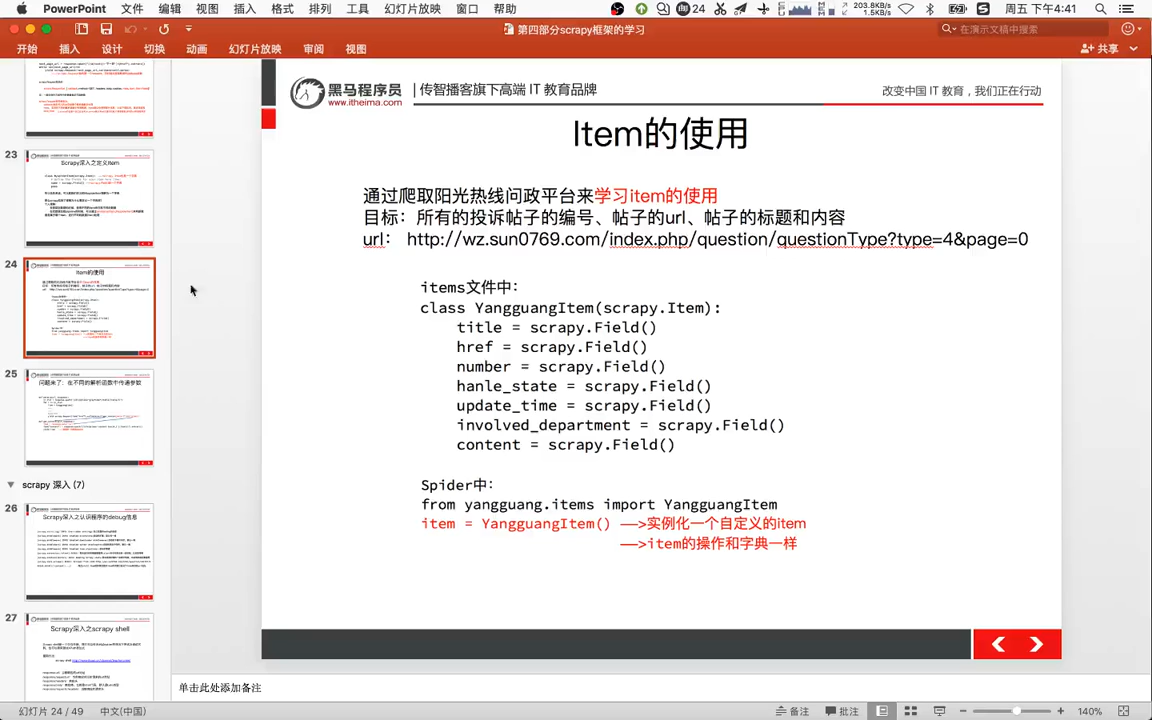 PowerPoint 文件 编辑 视图 插入 格式 排列 工具 幻灯片放映 窗口 帮助
24
203.8KB/s
1.5KB/s
周五 下午4:41
第四部分scrapy框架的学习
在演示文稿中搜索
开始 插入 设计 切换 动画 幻灯片放映 审阅 视图
共享
23
Scrapy深入之定义Item
24
Item的使用
25
问题来了：在不同的解析函数中传递参数
scrapy 深入 (7)
26
Scrapy深入之认识程序的debug信息
27
Scrapy深入之scrapy shell
黑马程序员
www.itheima.com
传智播客旗下高端 IT 教育品牌
改变中国 IT 教育，我们正在行动
Item的使用
通过爬取阳光热线问政平台来学习item的使用
目标：所有的投诉帖子的编号、帖子的url、帖子的标题和内容
url： http://wz.sun0769.com/index.php/question/questionType?type=4&page=0
items文件中:
class YangguangItem(scrapy.Item):
title = scrapy.Field()
href = scrapy.Field()
number = scrapy.Field()
hanle_state = scrapy.Field()
update_time = scrapy.Field()
involved_department = scrapy.Field()
content = scrapy.Field()
Spider中:
from yangguang.items import YangguangItem
item = YangguangItem() —>实例化一个自定义的item
—>item的操作和字典一样
单击此处添加备注
幻灯片 24 / 49 中文(中国)
备注 批注
140%